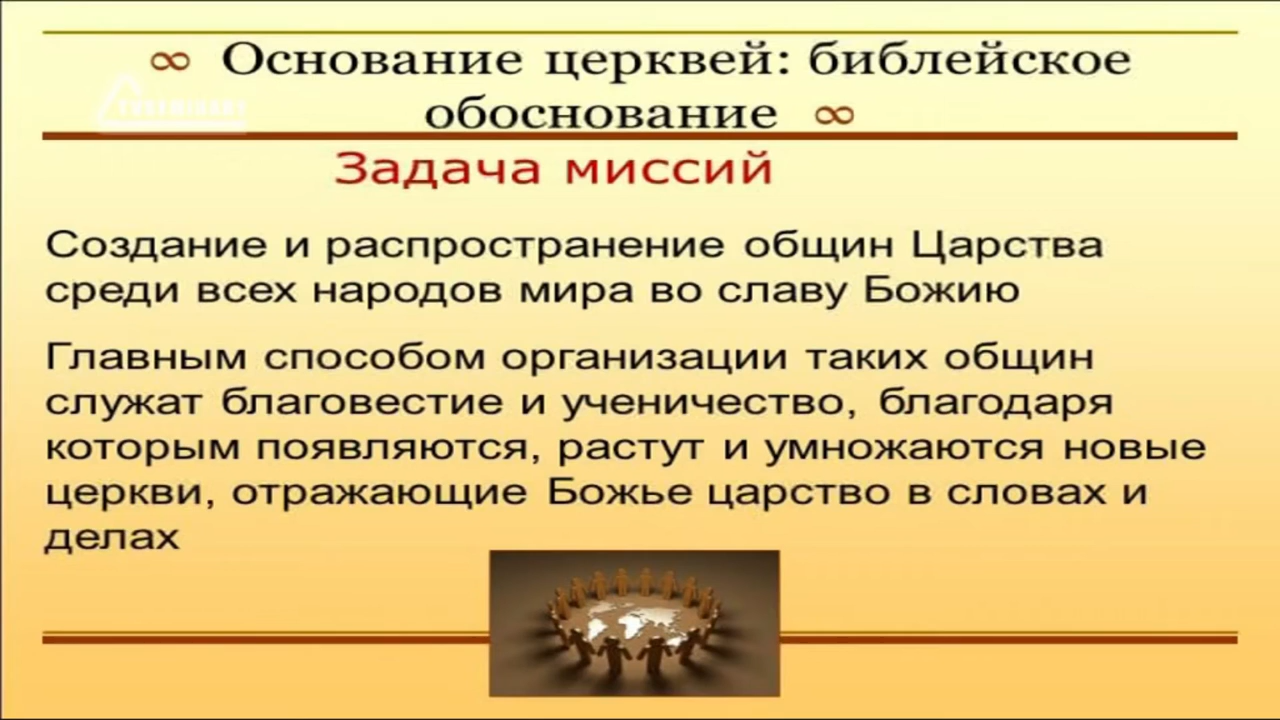 ∞ Основание церквей: библейское
обоснование ∞
Задача миссий
Создание и распространение общин Царства
среди всех народов мира во славу Божию
Главным способом организации таких общин
служат благовестие и ученичество, благодаря
которым появляются, растут и умножаются новые
церкви, отражающие Божье царство в словах и
делах